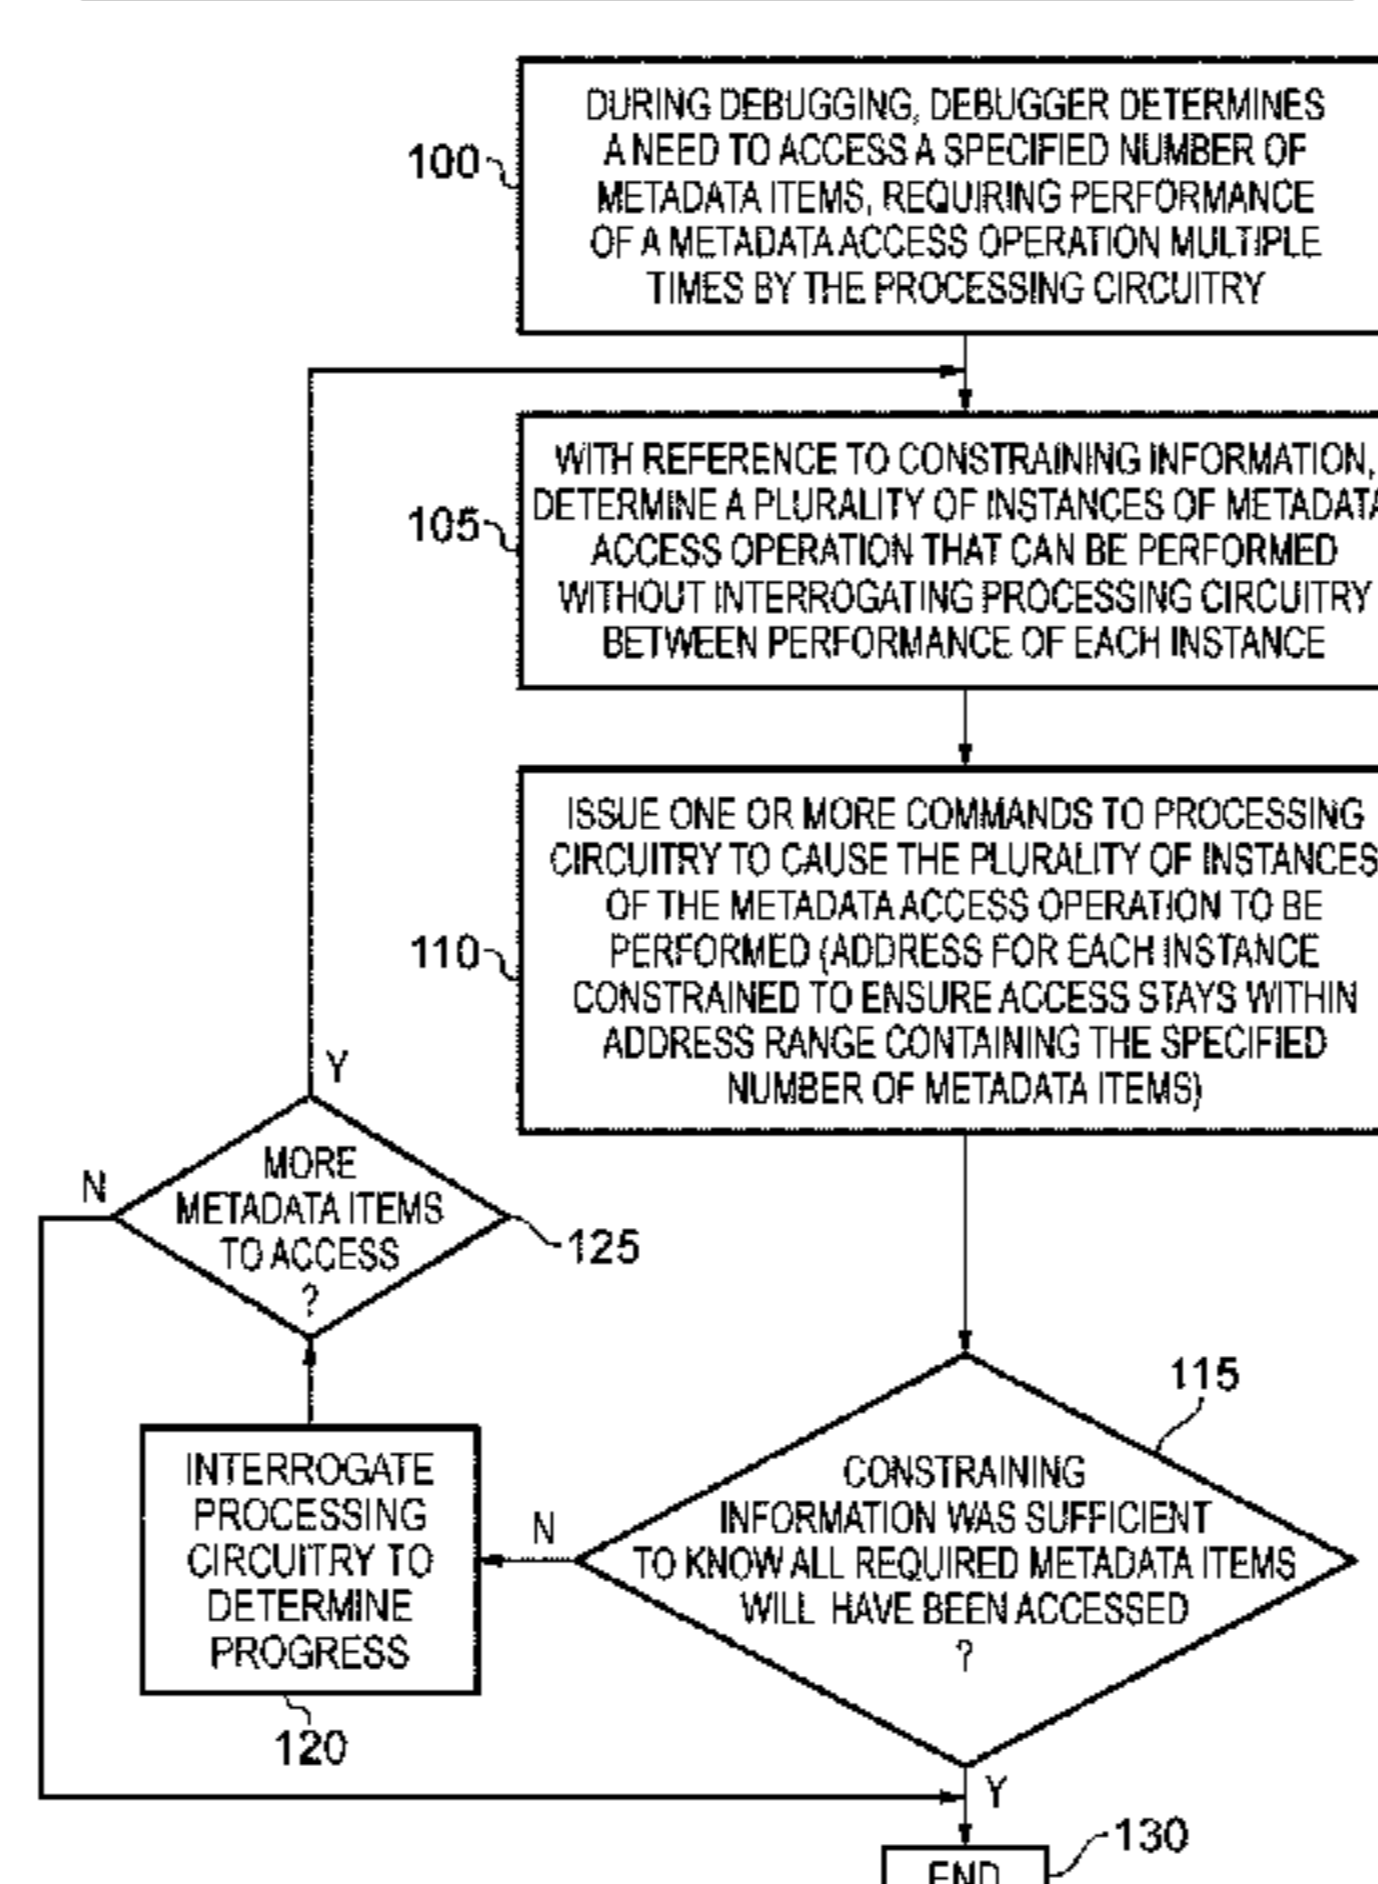 DURING DEBUGGING, DEBUGGER DETERMINES
A NEED TO ACCESS A SPECIFIED NUMBER OF
METADATA ITEMS, REQUIRING PERFORMANCE
OF A METADATA ACCESS OPERATION MULTIPLE
TIMES BY THE PROCESSING CIRCUITRY
100
WITH REFERENCE TO CONSTRAINING INFORMATION,
DETERMINE A PLURALITY OF INSTANCES OF METADATA
ACCESS OPERATION THAT CAN BE PERFORMED
WITHOUT INTERROGATING PROCESSING CIRCUITRY
BETWEEN PERFORMANCE OF EACH INSTANCE
105
ISSUE ONE OR MORE COMMANDS TO PROCESSING
CIRCUITRY TO CAUSE THE PLURALITY OF INSTANCES
OF THE METADATA ACCESS OPERATION TO BE
PERFORMED (ADDRESS FOR EACH INSTANCE
CONSTRAINED TO ENSURE ACCESS STAYS WITHIN
ADDRESS RANGE CONTAINING THE SPECIFIED
NUMBER OF METADATA ITEMS)
110
Y
N
MORE
METADATA ITEMS
TO ACCESS
?
125
115
CONSTRAINING
INFORMATION WAS SUFFICIENT
TO KNOW ALL REQUIRED METADATA ITEMS
WILL HAVE BEEN ACCESSED
?
N
INTERROGATE
PROCESSING
CIRCUITRY TO
DETERMINE
PROGRESS
120
Y
130
END